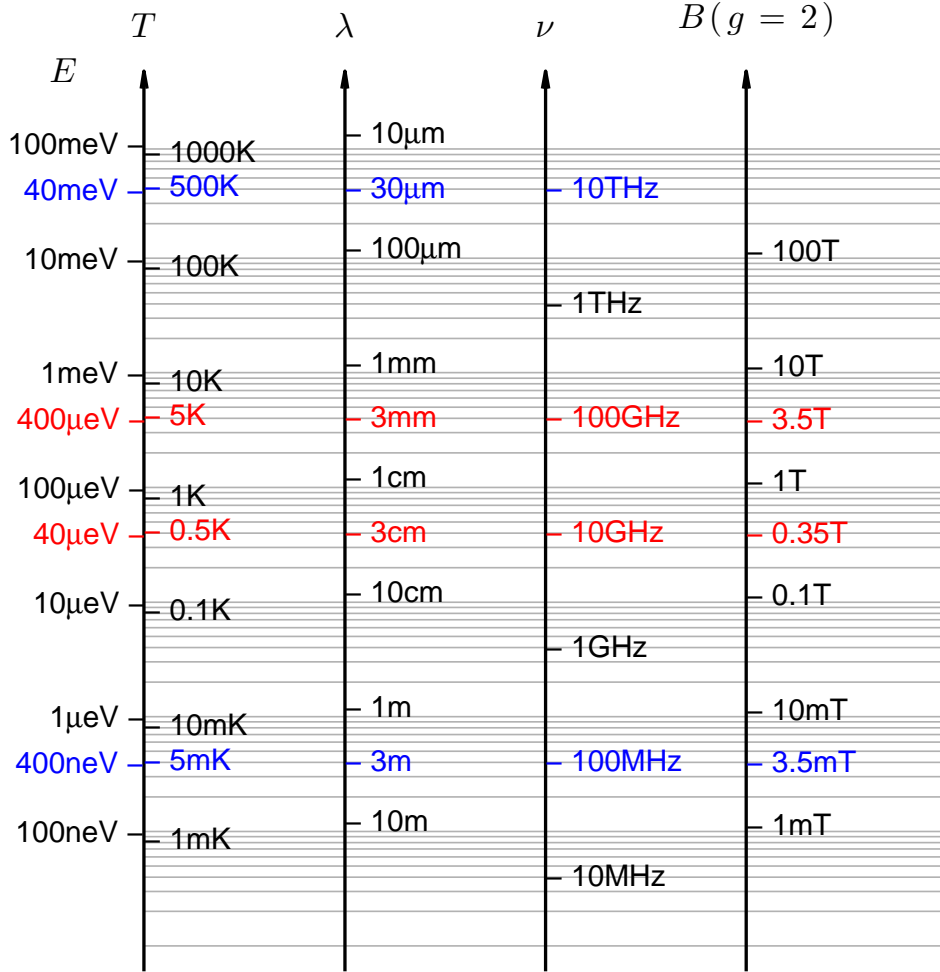 T λ ν B(g = 2)
E
10μm
100meV 1000K
40meV 500K 30μm 10THz
100μm 100T
10meV 100K
1THz
1mm 10T
1meV 10K
400μeV 5K 3mm 100GHz 3.5T
1cm 1T
100μeV 1K
40μeV 0.5K 3cm 10GHz 0.35T
10cm 0.1T
10μeV 0.1K
1GHz
1m 10mT
1μeV 10mK
400neV 5mK 3m 100MHz 3.5mT
10m 1mT
100neV 1mK
10MHz